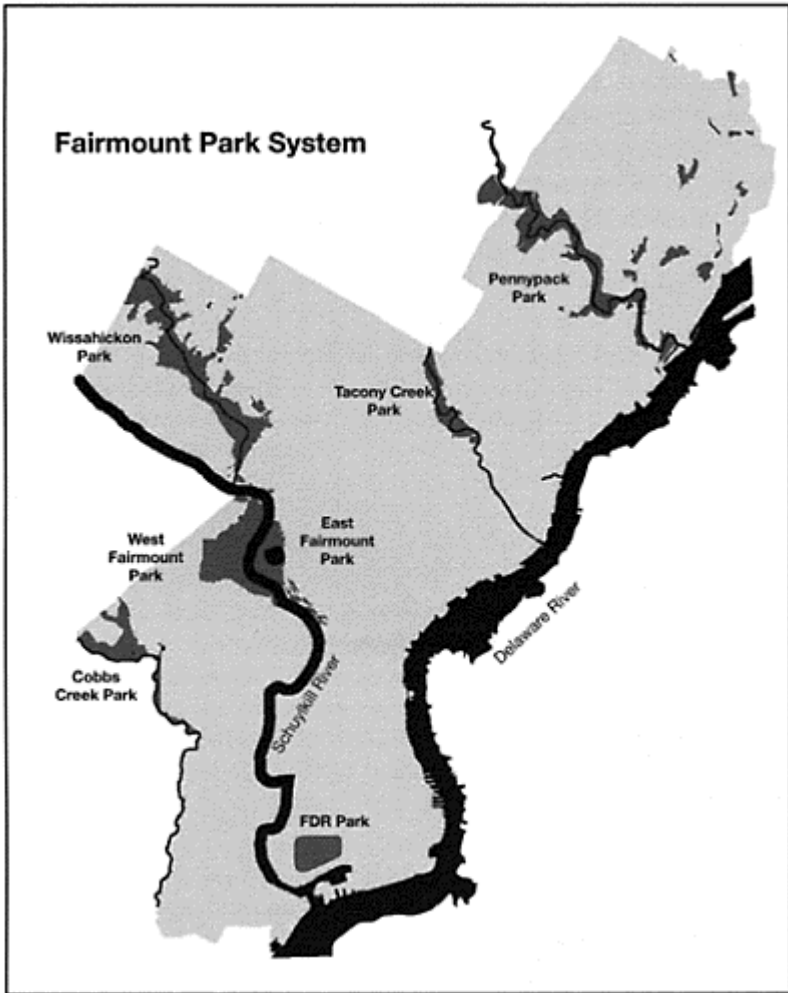 Fairmount Park System
Pennypack
Park
Wissahickon
Park
Tacony Creek
Park
West
Fairmount
Park
East
Fairmount
Park
Delaware River
Cobbs
Creek Park
Schuylkill River
FDR Park